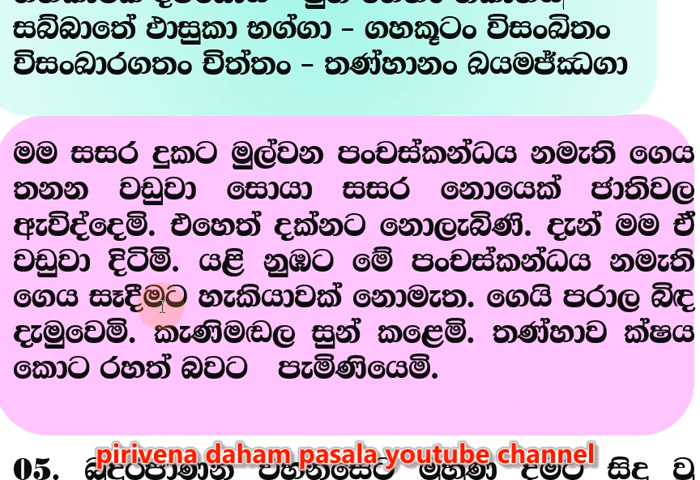 සබ්බාතේ ඵාසුකා භග්ගා - ගහකූටං විසංඛිතං
විසංඛාරගතං චිත්තං - තණ්හානං ඛයමජ්ඣගා
මම සසර දුකට මුල්වන පංචස්කන්ධය නමැති ගෙය
තනන වඩුවා සොයා සසර නොයෙක් ජාතිවල
ඇවිද්දෙමි. එහෙත් දක්නට නොලැබිණි. දැන් මම ඒ
වඩුවා දිටිමි. යළි නුඹට මේ පංචස්කන්ධය නමැති
ගෙය සෑදීමට හැකියාවක් නොමැත. ගෙයි පරාල බිඳ
දැමුවෙමි. කැණිමඬල සුන් කළෙමි. තණ්හාව ක්ෂය
කොට රහත් බවට පැමිණියෙමි.
05.
pirivena daham pasala youtube channel